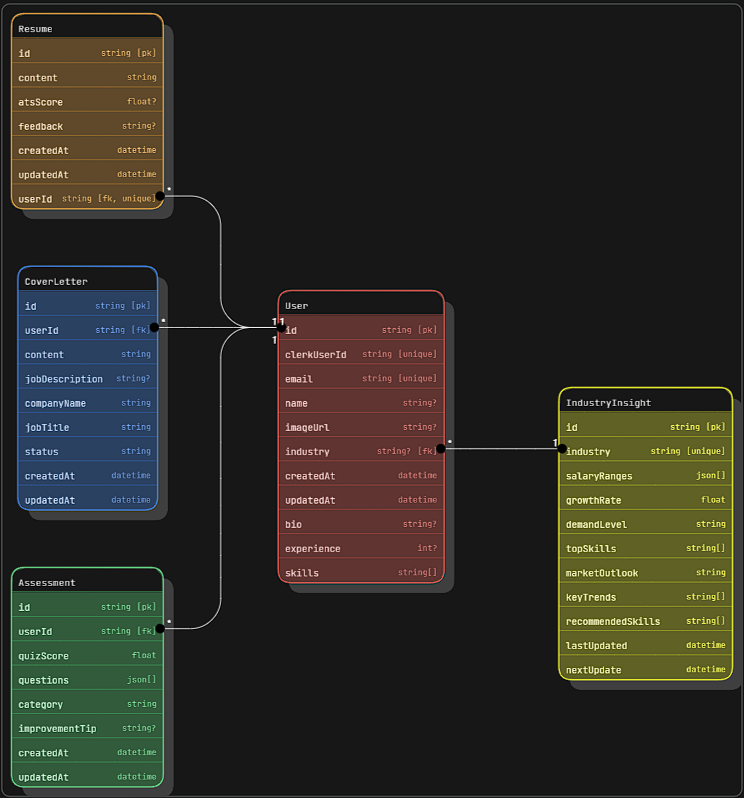 Resume
id string [pk]
content string
atsScore float?
feedback string?
createdAt datetime
updatedAt datetime
userId string [fk, unique]
*
CoverLetter
id string [pk]
*
userId string [fk]
content string
jobDescription string?
companyName string
jobTitle string
status string
createdAt datetime
updatedAt datetime
Assessment
id string [pk]
*
userId string [fk]
quizScore float
questions json[]
category string
improvementTip string?
createdAt datetime
updatedAt datetime
User
1 1
id string [pk]
1
clerkUserId string [unique]
email string [unique]
name string?
imageUrl string?
industry string? [fk]
*
createdAt datetime
updatedAt datetime
bio string?
experience int?
skills string[]
IndustryInsight
id string [pk]
1
industry string [unique]
salaryRanges json[]
growthRate float
demandLevel string
topSkills string[]
marketOutlook string
keyTrends string[]
recommendedSkills string[]
lastUpdated datetime
nextUpdate datetime